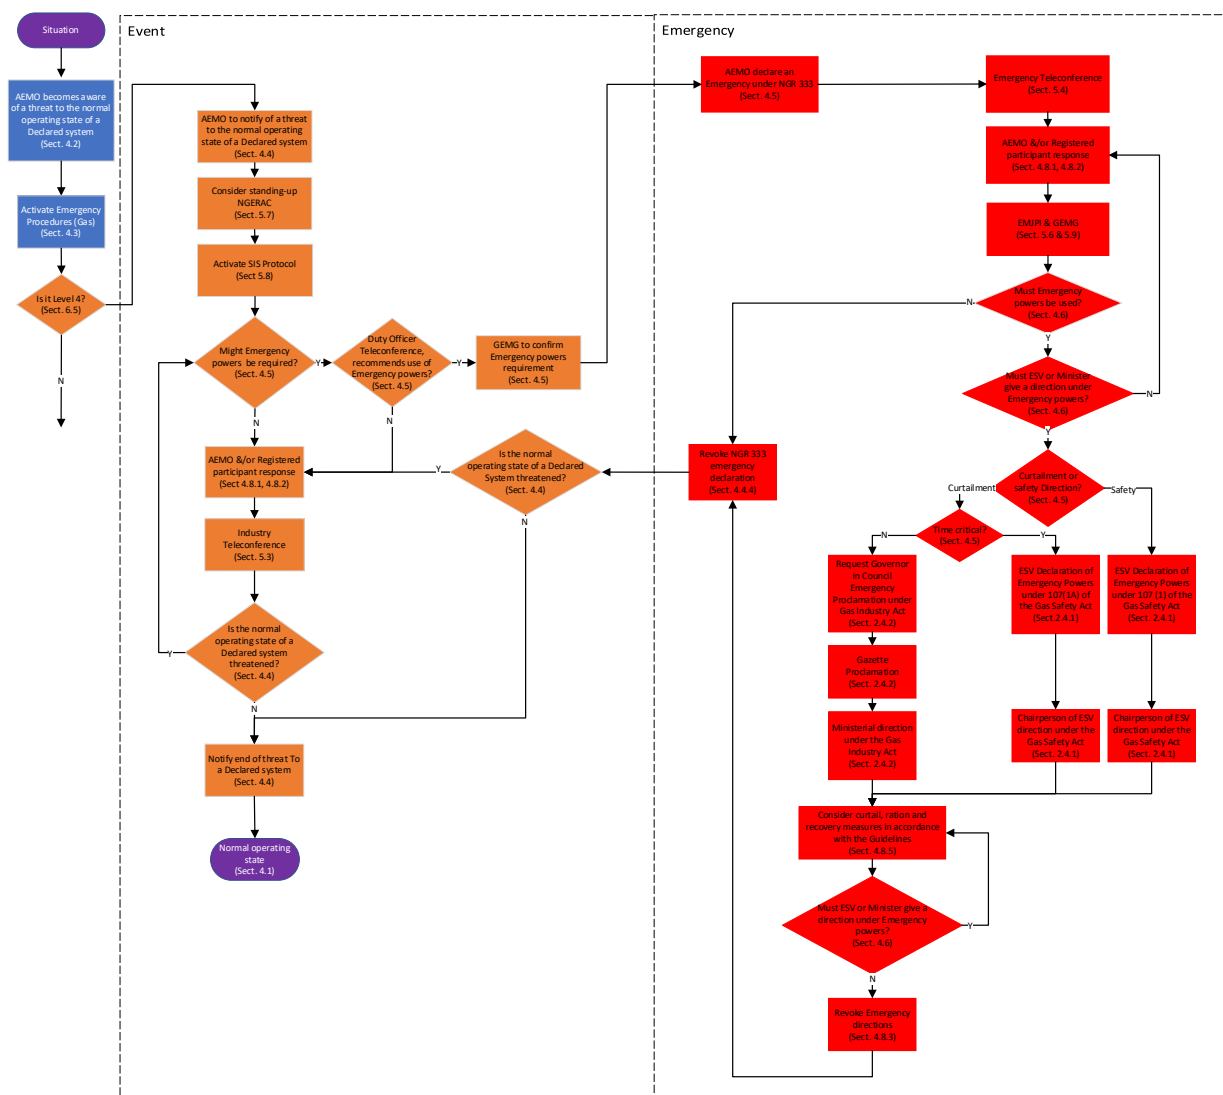 Situation
AEMO becomes aware
of a threat to the normal
operating state of a
Declared system
(Sect. 4.2)
Activate Emergency
Procedures (Gas)
(Sect. 4.3)
Is it Level 4?
(Sect. 6.5)
N
Event
AEMO to notify of a threat
to the normal operating
state of a Declared system
(Sect. 4.4)
Consider standing-up
NGERAC
(Sect. 5.7)
Activate SIS Protocol
(Sect 5.8)
Might Emergency
powers be required?
(Sect. 4.5)
Y
N
Duty Officer
Teleconference,
recommends use of
Emergency powers?
(Sect. 4.5)
Y
N
GEMG to confirm
Emergency powers
requirement
(Sect. 4.5)
AEMO &/or Registered
participant response
(Sect 4.8.1, 4.8.2)
Is the normal
operating state of a Declared
System threatened?
(Sect. 4.4)
Y
N
Industry
Teleconference
(Sect. 5.3)
Is the normal
operating state of a
Declared system
threatened?
(Sect. 4.4)
Y
N
Notify end of threat To
a Declared system
(Sect. 4.4)
Normal operating
state
(Sect. 4.1)
Emergency
AEMO declare an
Emergency under NGR 333
(Sect. 4.5)
Emergency Teleconference
(Sect. 5.4)
AEMO &/or Registered
participant response
(Sect. 4.8.1, 4.8.2)
EMJPI & GEMG
(Sect. 5.6 & 5.9)
Must Emergency
powers be used?
(Sect. 4.6)
N
Y
Must ESV or Minister
give a direction under
Emergency powers?
(Sect. 4.6)
N
Y
Revoke NGR 333
emergency
declaration
(Sect. 4.4.4)
Curtailment or
safety Direction?
(Sect. 4.5)
Curtailment
Safety
Time critical?
(Sect. 4.5)
N
Y
Request Governor
in Council
Emergency
Proclamation under
Gas Industry Act
(Sect. 2.4.2)
ESV Declaration of
Emergency Powers
under 107(1A) of
the Gas Safety Act
(Sect.2.4.1)
ESV Declaration of
Emergency Powers
under 107 (1) of the
Gas Safety Act
(Sect. 2.4.1)
Gazette
Proclamation
(Sect. 2.4.2)
Ministerial direction
under the Gas
Industry Act
(Sect. 2.4.2)
Chairperson of ESV
direction under the
Gas Safety Act
(Sect. 2.4.1)
Chairperson of ESV
direction under the
Gas Safety Act
(Sect. 2.4.1)
Consider curtail, ration and
recovery measures in accordance
with the Guidelines
(Sect. 4.8.5)
Must ESV or Minister give a
direction under Emergency
powers?
(Sect. 4.6)
Y
N
Revoke Emergency
directions
(Sect. 4.8.3)